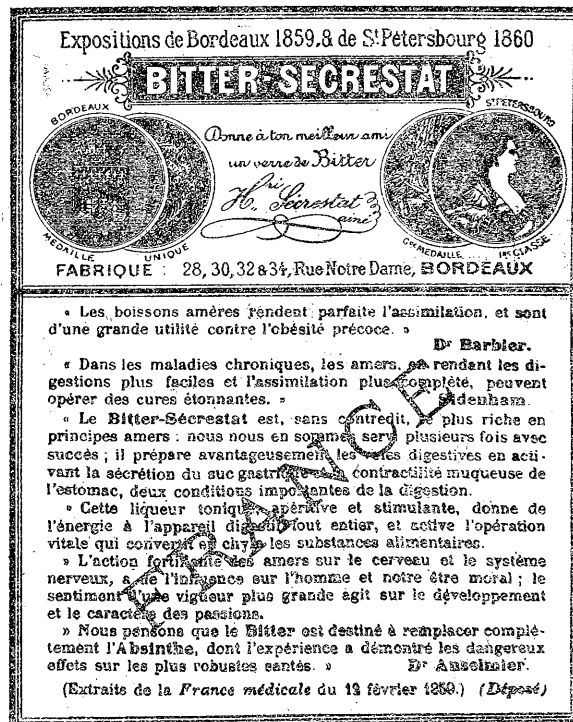 Expositions de Bordeaux 1859.& de St Pétersbourg 1860
BITTER-SECRESTAT
BORDEAUX
MÉDAILLE UNIQUE
Donne à ton meilleur ami
un verre de Bitter
Hri Secrestat
ainé
St PETERSBOURG
Gde MEDAILLE 1re CLASSE
FABRIQUE : 28, 30, 32 & 34, Rue Notre Dame, BORDEAUX
« Les boissons amères rendent parfaite l'assimilation, et sont
d'une grande utilité contre l'obésité précoce. »
Dr Barbier.
« Dans les maladies chroniques, les amers, en rendant les di-
gestions plus faciles et l'assimilation plus complète, peuvent
opérer des cures étonnantes. » Sidenham.
« Le Bitter-Sécrestat est, sans contredit, le plus riche en
principes amers : nous nous en sommes servi plusieurs fois avec
succès ; il prépare avantageusement les voies digestives en acti-
vant la sécrétion du suc gastrique et la contractilité muqueuse de
l'estomac, deux conditions importantes de la digestion.
» Cette liqueur tonique, apéritive et stimulante, donne de
l'énergie à l'appareil digestif tout entier, et active l'opération
vitale qui convertit en chyle les substances alimentaires.
» L'action fortifiante des amers sur le cerveau et le système
nerveux, a de l'influence sur l'homme et notre être moral ; le
sentiment d'une vigueur plus grande agit sur le développement
et le caractère des passions.
» Nous pensons que le Bitter est destiné à remplacer complè-
tement l'Absinthe, dont l'expérience a démontré les dangereux
effets sur les plus robustes santés. » Dr Anselmier.
(Extraits de la France médicale du 12 février 1859.) (Déposé)
FRANCE